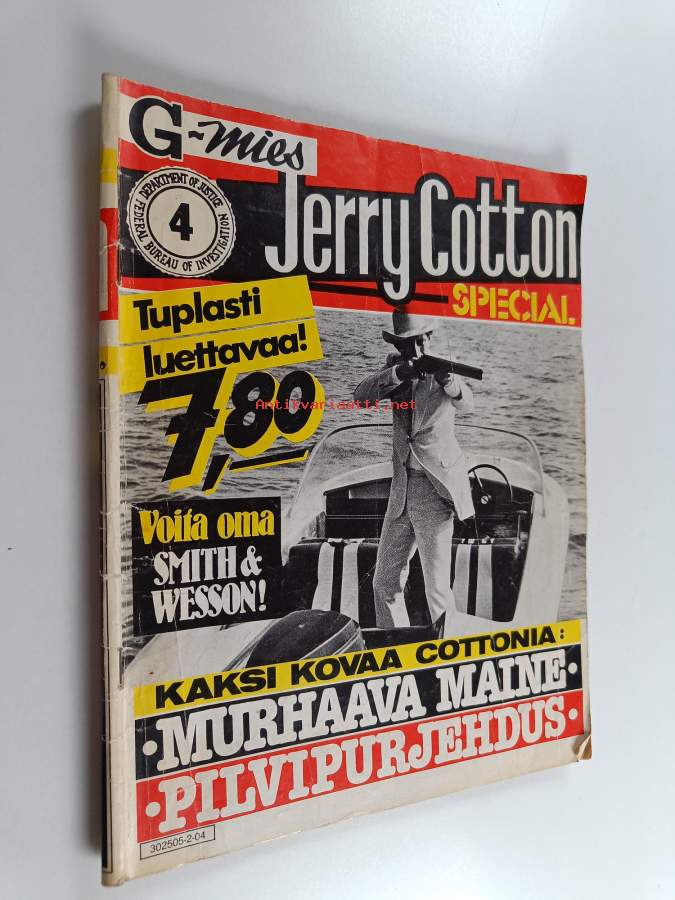 G-mies
DEPARTMENT OF JUSTICE
FEDERAL BUREAU OF INVESTIGATION
4
Jerry Cotton
SPECIAL
Tuplasti
luettavaa!
7,80
Antikvariaatti.net
Voita oma
SMITH &
WESSON!
KAKSI KOVAA COTTONIA:
•MURHAAVA MAINE•
•PILVIPURJEHDUS•
302505-2-04